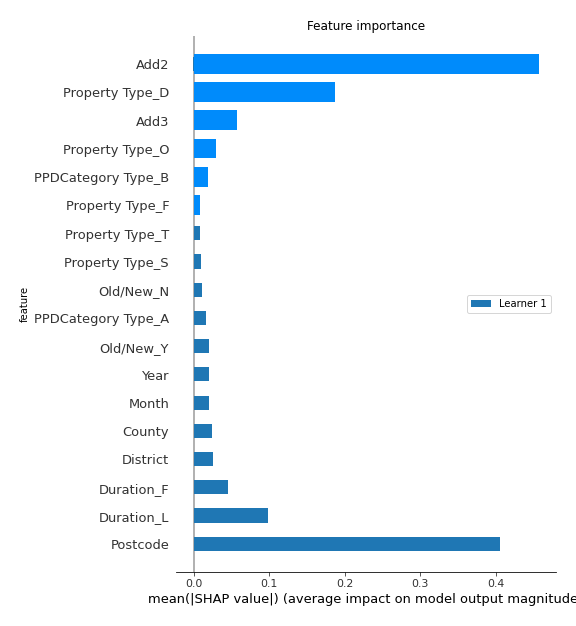 Feature importance
Add2
Property Type_D
Add3
Property Type_O
PPDCategory Type_B
Property Type_F
Property Type_T
Property Type_S
Old/New_N
PPDCategory Type_A
Old/New_Y
Year
Month
County
District
Duration_F
Duration_L
Postcode
feature
Learner 1
0.0 0.1 0.2 0.3 0.4
mean(|SHAP value|) (average impact on model output magnitude